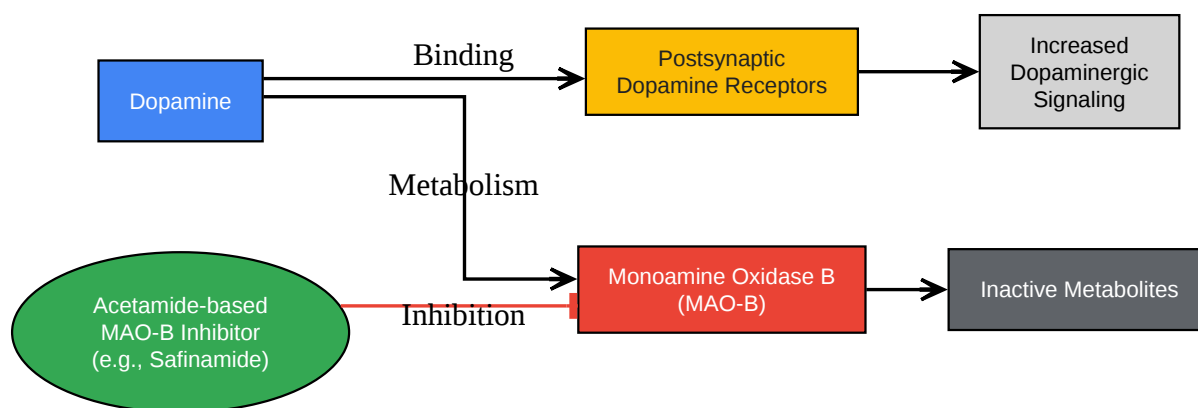 Dopamine
Binding
Postsynaptic
Dopamine Receptors
Increased
Dopaminergic
Signaling
Metabolism
Acetamide-based
MAO-B Inhibitor
(e.g., Safinamide)
Inhibition
Monoamine Oxidase B
(MAO-B)
Inactive Metabolites